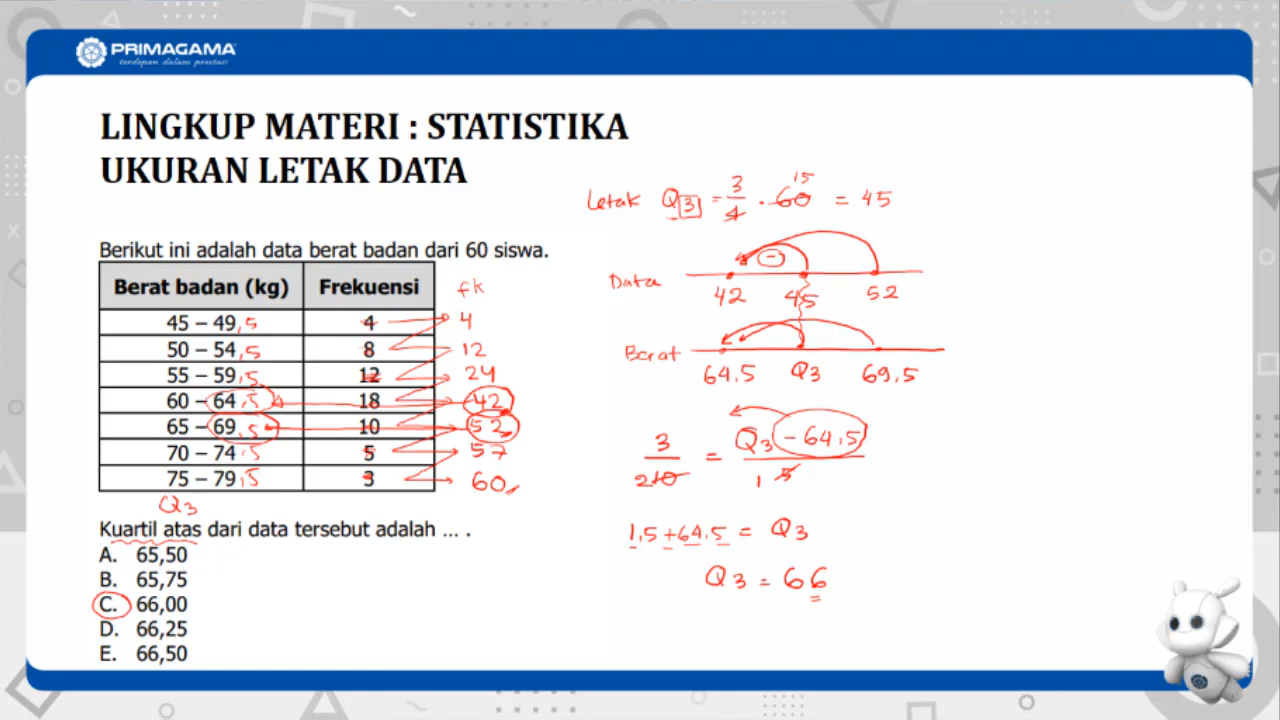 PRIMAGAMA
terdepan dalam prestasi
LINGKUP MATERI : STATISTIKA
UKURAN LETAK DATA
Berikut ini adalah data berat badan dari 60 siswa.
Berat badan (kg) Frekuensi fk
45 – 49,5 4 4
50 – 54,5 8 12
55 – 59,5 12 24
60 – 64,5 18 42
65 – 69,5 10 52
70 – 74,5 5 57
75 – 79,5 3 60
Q3
Kuartil atas dari data tersebut adalah ... .
A. 65,50
B. 65,75
C. 66,00
D. 66,25
E. 66,50
Letak Q3 = 3/4 . 60 15 = 45
-
Data 42 45 52
Berat 64.5 Q3 69.5
3/210 = Q3 - 64.5/1 5
1.5 + 64.5 = Q3
Q3 = 66